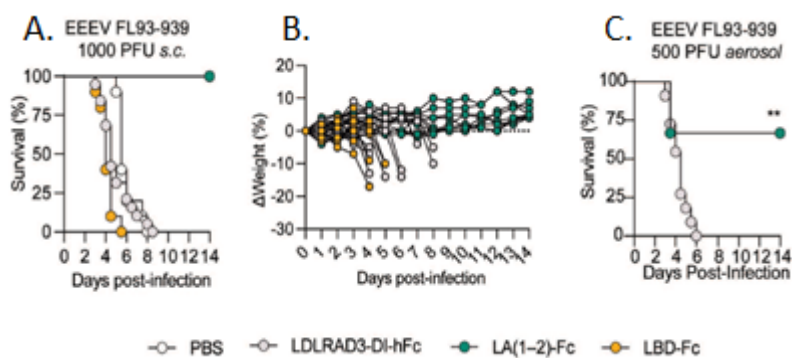 A. EEEV FL93-939
1000 PFU s.c.
Survival (%)
100
75
50
25
0
0 2 4 6 8 10 12 14
Days post-infection
B.
ΔWeight (%)
20
10
0
-10
-20
-30
0 1 2 3 4 5 6 7 8 9 10 11 12 13 14
Days post-infection
C. EEEV FL93-939
500 PFU aerosol
Survival (%)
100
75
50
25
0
**
0 2 4 6 8 10 12 14
Days Post-Infection
PBS LDLRAD3-DI-hFc LA(1–2)-Fc LBD-Fc